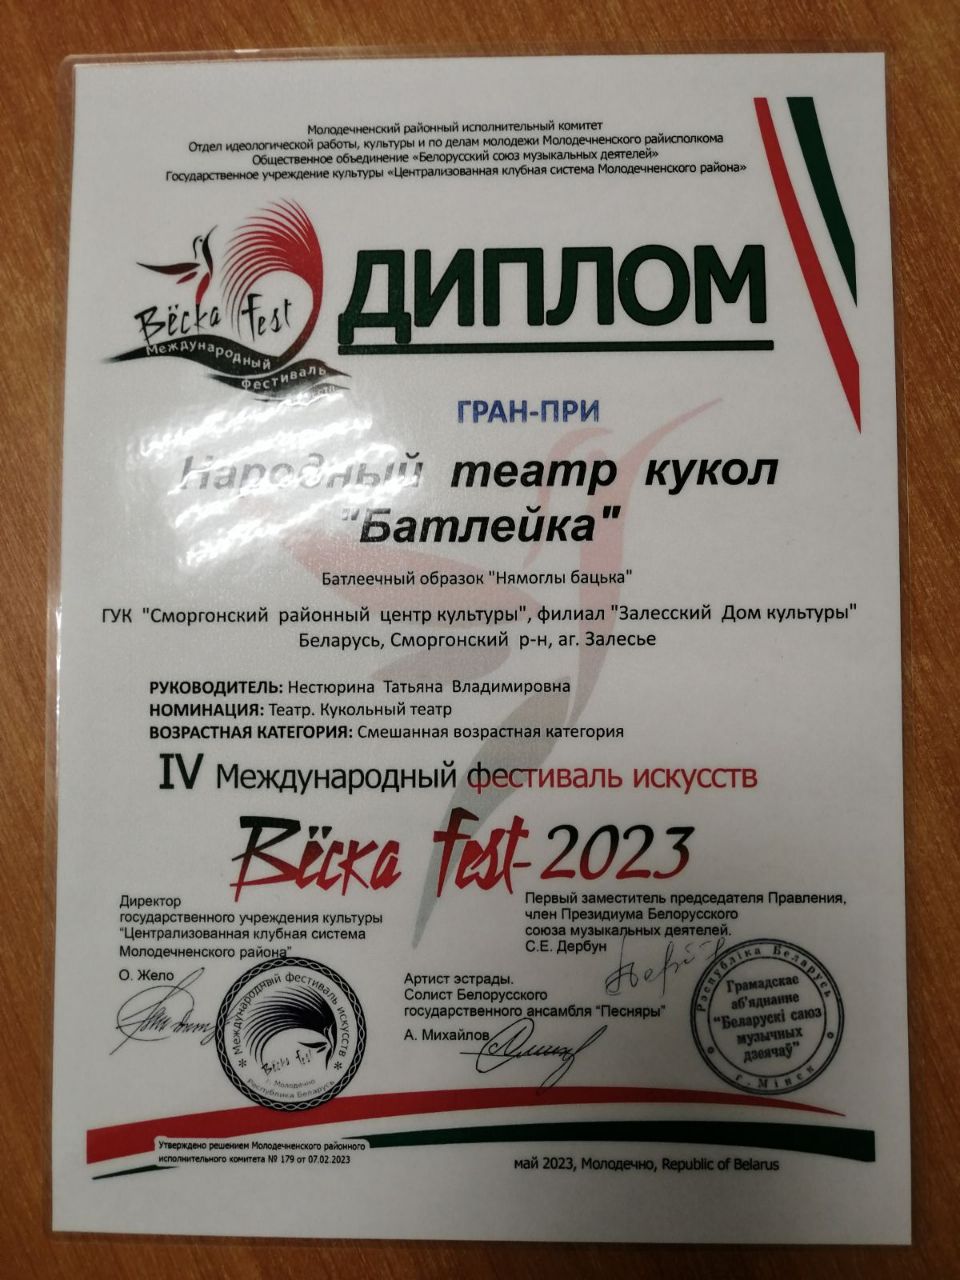 Молодечненский районный исполнительный комитет
Отдел идеологической работы, культуры и по делам молодежи Молодечненского райисполкома
Общественное объединение «Белорусский союз музыкальных деятелей»
Государственное учреждение культуры «Централизованная клубная система Молодечненского района»
Вёска fest
Международный
фестиваль
ДИПЛОМ
ГРАН-ПРИ
Народный театр кукол
"Батлейка"
Батлеечный образок "Нямоглы бацька"
ГУК "Сморгонский районный центр культуры", филиал "Залесский Дом культуры"
Беларусь, Сморгонский р-н, аг. Залесье
РУКОВОДИТЕЛЬ: Нестюрина Татьяна Владимировна
НОМИНАЦИЯ: Театр. Кукольный театр
ВОЗРАСТНАЯ КАТЕГОРИЯ: Смешанная возрастная категория
IV Международный фестиваль искусств
Вёска fest-2023
Директор
государственного учреждения культуры
"Централизованная клубная система
Молодечненского района"
О. Жело
Первый заместитель председателя Правления,
член Президиума Белорусского
союза музыкальных деятелей.
С.Е. Дербун
Артист эстрады.
Солист Белорусского
государственного ансамбля "Песняры"
А. Михайлов
Международный фестиваль искусств
Вёска fest
г. Молодечно
Республика Беларусь
Рэспубліка Беларусь
Грамадскае
аб'яднанне
"Беларускі саюз
музычных
дзеячаў"
г. Мінск
Утверждено решением Молодечненского районного
исполнительного комитета № 179 от 07.02.2023
май 2023, Молодечно, Republic of Belarus